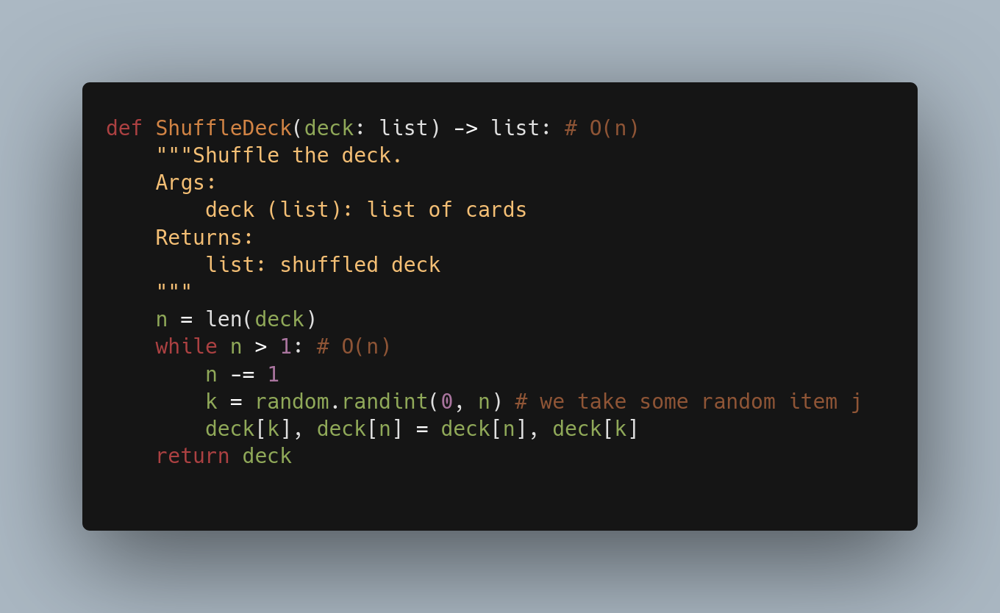 def ShuffleDeck(deck: list) -> list: # O(n)
    """Shuffle the deck.
    Args:
        deck (list): list of cards
    Returns:
        list: shuffled deck
    """
    n = len(deck)
    while n > 1: # O(n)
        n -= 1
        k = random.randint(0, n) # we take some random item j
        deck[k], deck[n] = deck[n], deck[k]
    return deck